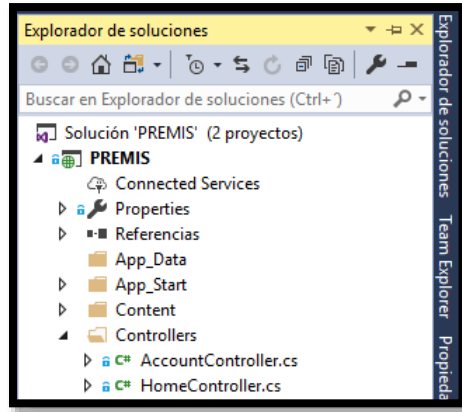 Explorador de soluciones
Buscar en Explorador de soluciones (Ctrl+´)
Solución 'PREMIS' (2 proyectos)
PREMIS
Connected Services
Properties
Referencias
App_Data
App_Start
Content
Controllers
C# AccountController.cs
C# HomeController.cs
Explorador de soluciones
Team Explorer